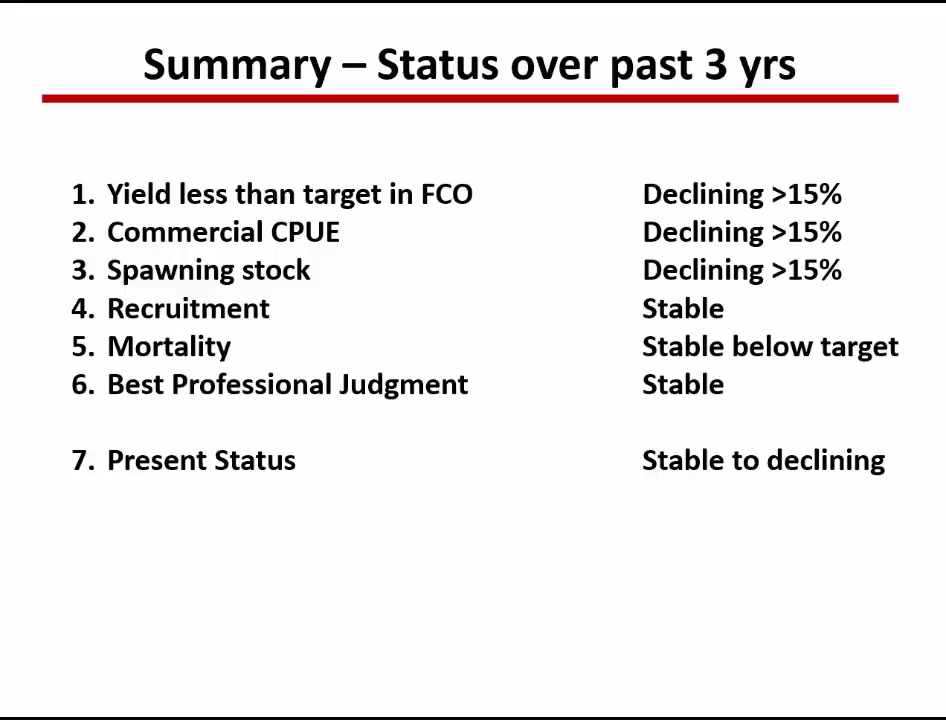 Summary – Status over past 3 yrs
1. Yield less than target in FCO Declining >15%
2. Commercial CPUE Declining >15%
3. Spawning stock Declining >15%
4. Recruitment Stable
5. Mortality Stable below target
6. Best Professional Judgment Stable
7. Present Status Stable to declining